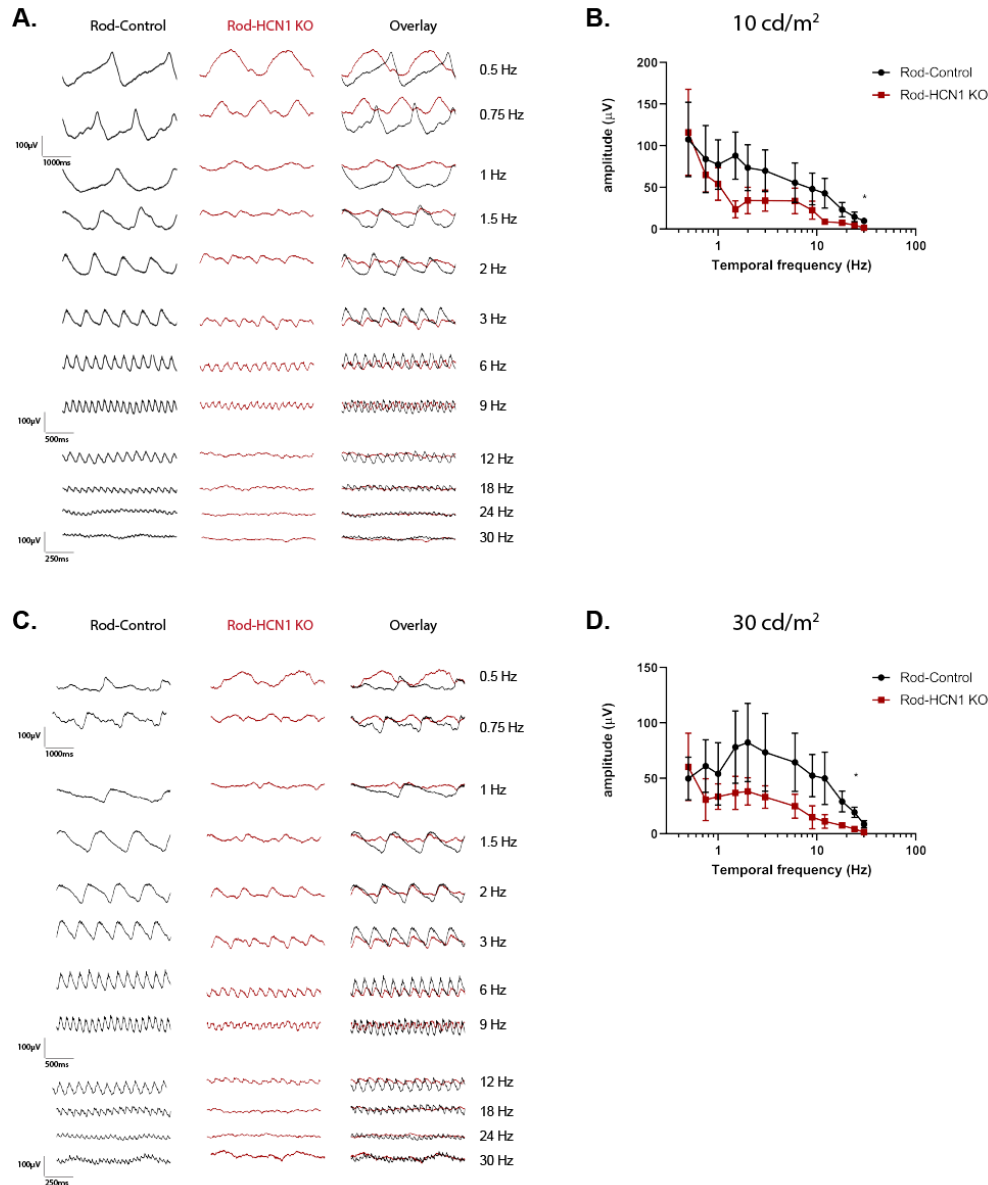 A.
Rod-Control Rod-HCN1 KO Overlay
0.5 Hz
0.75 Hz
100µV
1000ms
1 Hz
1.5 Hz
2 Hz
3 Hz
6 Hz
9 Hz
100µV
500ms
12 Hz
18 Hz
24 Hz
30 Hz
100µV
250ms
B.
10 cd/m²
200
150
100
50
0
amplitude (µV)
1 10 100
Temporal frequency (Hz)
Rod-Control
Rod-HCN1 KO
*
C.
Rod-Control Rod-HCN1 KO Overlay
0.5 Hz
0.75 Hz
100µV
1000ms
1 Hz
1.5 Hz
2 Hz
3 Hz
6 Hz
9 Hz
100µV
500ms
12 Hz
18 Hz
24 Hz
30 Hz
100µV
250ms
D.
30 cd/m²
150
100
50
0
amplitude (µV)
1 10 100
Temporal frequency (Hz)
Rod-Control
Rod-HCN1 KO
*